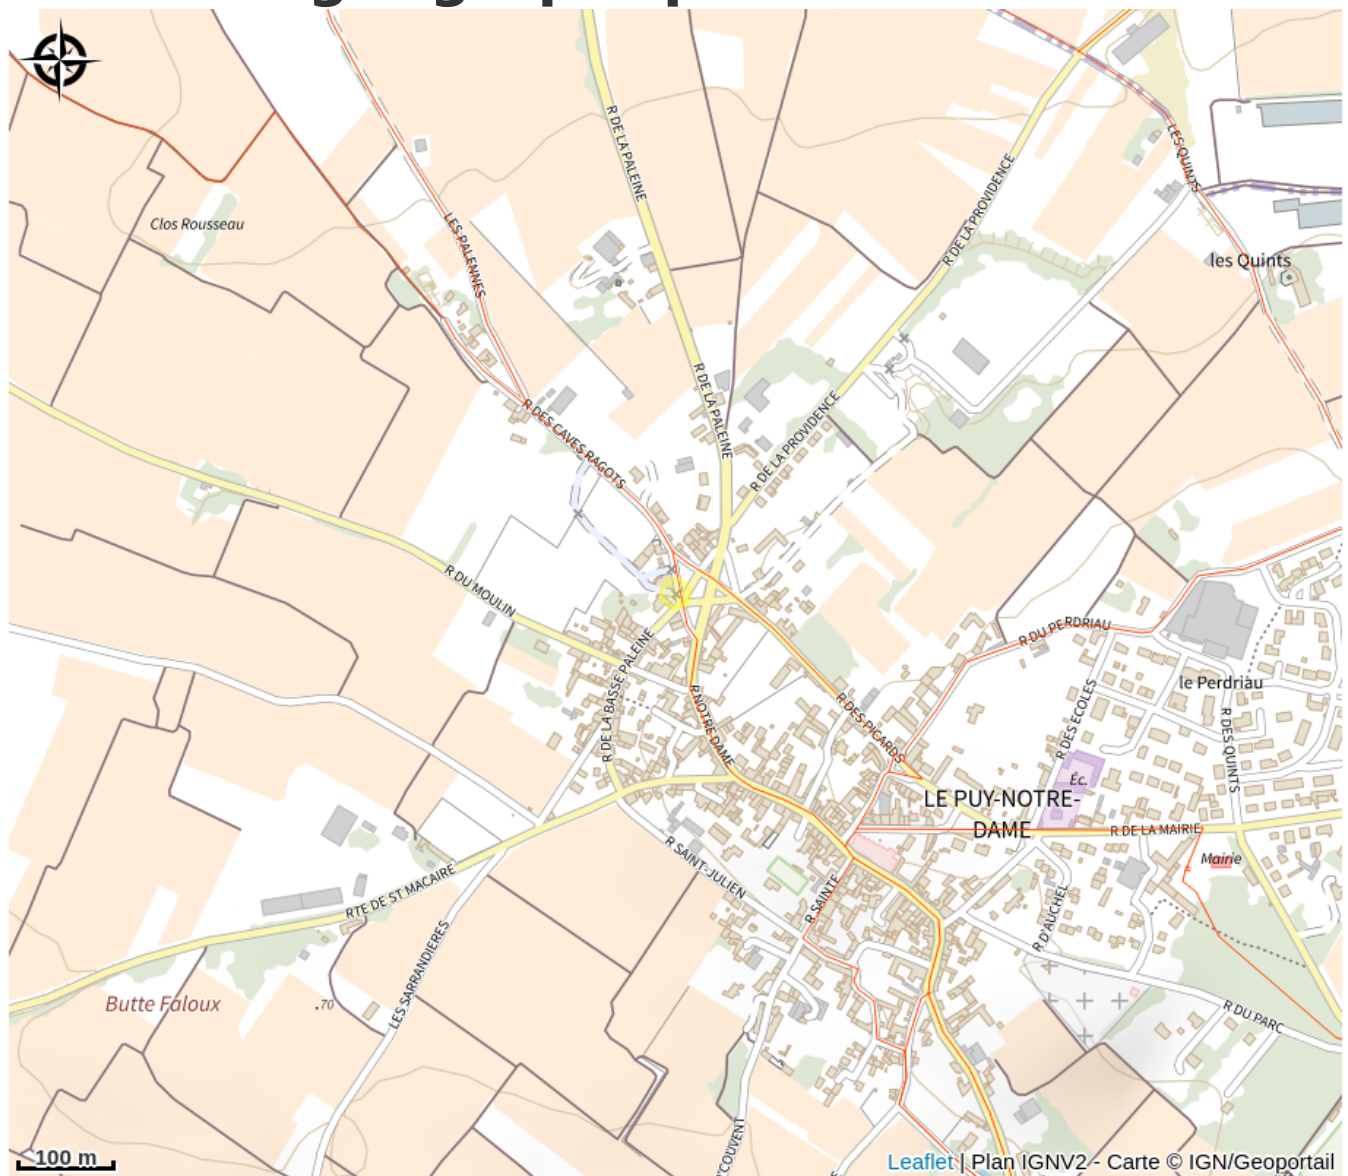 R DE LA PALEINE
LES QUINTS
R DE LA PROVIDENCE
Clos Rousseau
LES PALENNES
les Quints
R DE LA PALEINE
R DES CAVES RAGOTS
R DE LA PROVIDENCE
R DU MOULIN
R DU PERDRIAU
R DE LA BASSE PALEINE
le Perdriau
R NOTRE DAME
R DES PICARDS
R DES ECOLES
R DES QUINTS
Éc.
LE PUY-NOTRE-
DAME
R DE LA MAIRIE
Mairie
R SAINT-JULIEN
RTE DE ST MACAIRE
R SAINTE
R D'AUCHEL
LES SARRANDIERES
Butte Faloux
.70
R DU PARC
100 m
Leaflet | Plan IGNV2 - Carte © IGN/Geoportail